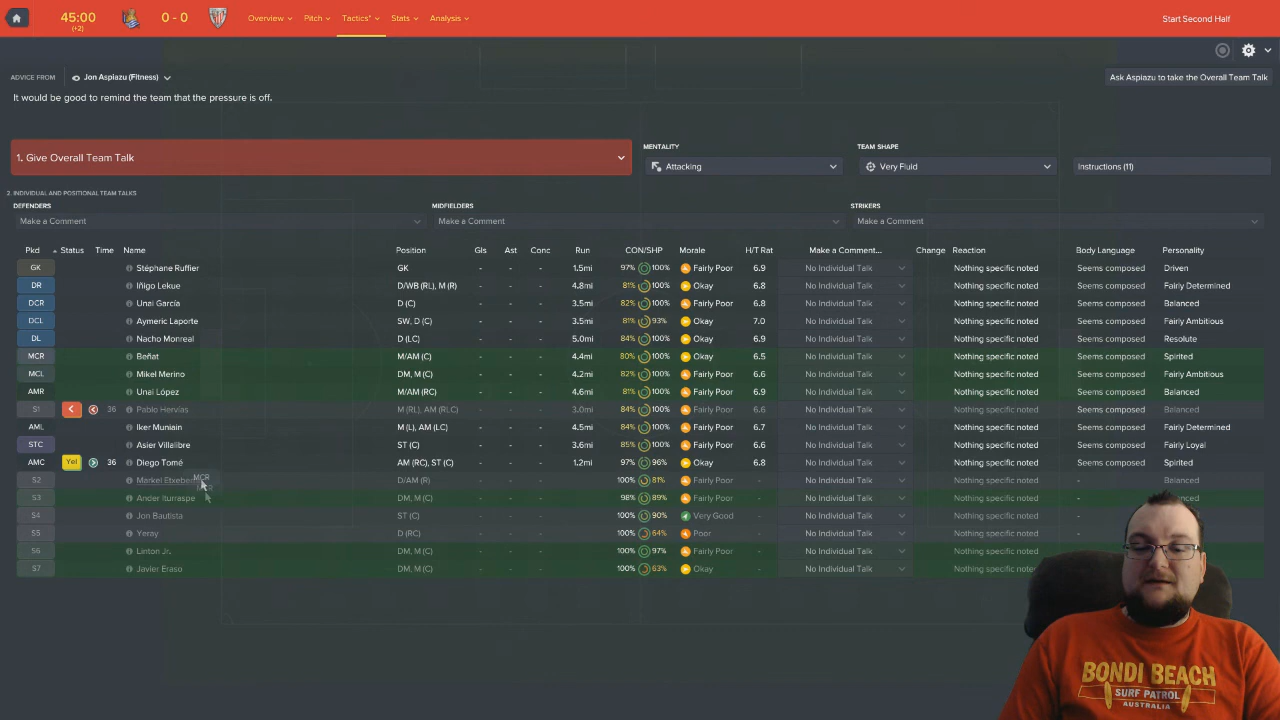 45:00
(+2)
0 - 0
Overview
Pitch
Tactics*
Stats
Analysis
Start Second Half
ADVICE FROM
Jon Aspiazu (Fitness)
Ask Aspiazu to take the Overall Team Talk
It would be good to remind the team that the pressure is off.
1. Give Overall Team Talk
MENTALITY
Attacking
TEAM SHAPE
Very Fluid
Instructions (11)
2. INDIVIDUAL AND POSITIONAL TEAM TALKS
DEFENDERS
Make a Comment
MIDFIELDERS
Make a Comment
STRIKERS
Make a Comment
Pkd Status Time Name Position Gls Ast Conc Run CON/SHP Morale H/T Rat Make a Comment... Change Reaction Body Language Personality
GK Stéphane Ruffier GK - - - 1.5mi 97% 100% Fairly Poor 6.9 No Individual Talk Nothing specific noted Seems composed Driven
DR Iñigo Lekue D/WB (RL), M (R) - - - 4.8mi 81% 100% Okay 6.8 No Individual Talk Nothing specific noted Seems composed Fairly Determined
DCR Unai García D (C) - - - 3.5mi 82% 100% Fairly Poor 6.8 No Individual Talk Nothing specific noted Seems composed Balanced
DCL Aymeric Laporte SW, D (C) - - - 3.5mi 81% 93% Okay 7.0 No Individual Talk Nothing specific noted Seems composed Fairly Ambitious
DL Nacho Monreal D (LC) - - - 5.0mi 84% 100% Okay 6.9 No Individual Talk Nothing specific noted Seems composed Resolute
MCR Beñat M/AM (C) - - - 4.4mi 80% 100% Okay 6.5 No Individual Talk Nothing specific noted Seems composed Spirited
MCL Mikel Merino DM, M (C) - - - 4.2mi 82% 100% Fairly Poor 6.6 No Individual Talk Nothing specific noted Seems composed Fairly Ambitious
AMR Unai López M/AM (RC) - - - 4.6mi 81% 100% Fairly Poor 6.9 No Individual Talk Nothing specific noted Seems composed Balanced
S1 36 Pablo Hervías M (RL), AM (RLC) - - - 3.0mi 84% 100% Fairly Poor 6.6 No Individual Talk Nothing specific noted Seems composed Balanced
AML Iker Muniain M (L), AM (LC) - - - 4.5mi 84% 100% Fairly Poor 6.7 No Individual Talk Nothing specific noted Seems composed Fairly Determined
STC Asier Villalibre ST (C) - - - 3.6mi 85% 100% Fairly Poor 6.6 No Individual Talk Nothing specific noted Seems composed Fairly Loyal
AMC Yel 36 Diego Tomé AM (RC), ST (C) - - - 1.2mi 97% 96% Okay 6.8 No Individual Talk Nothing specific noted Seems composed Spirited
S2 Markel MCR D/AM (R) - - - 100% 81% Fairly Poor - No Individual Talk Nothing specific noted - Balanced
S3 Ander Iturraspe DM, M (C) - - - 98% 89% Fairly Poor - No Individual Talk Nothing specific noted -
S4 Jon Bautista ST (C) - - - 100% 90% Very Good - No Individual Talk Nothing specific noted -
S5 Yeray D (RC) - - - 100% 64% Poor - No Individual Talk Nothing specific noted -
S6 Linton Jr. DM, M (C) - - - 100% 97% Fairly Poor - No Individual Talk Nothing specific noted
S7 Javier Eraso DM, M (C) - - - 100% 63% Okay - No Individual Talk Nothing specific noted
BONDI BEACH
SURF PATROL
AUSTRALIA